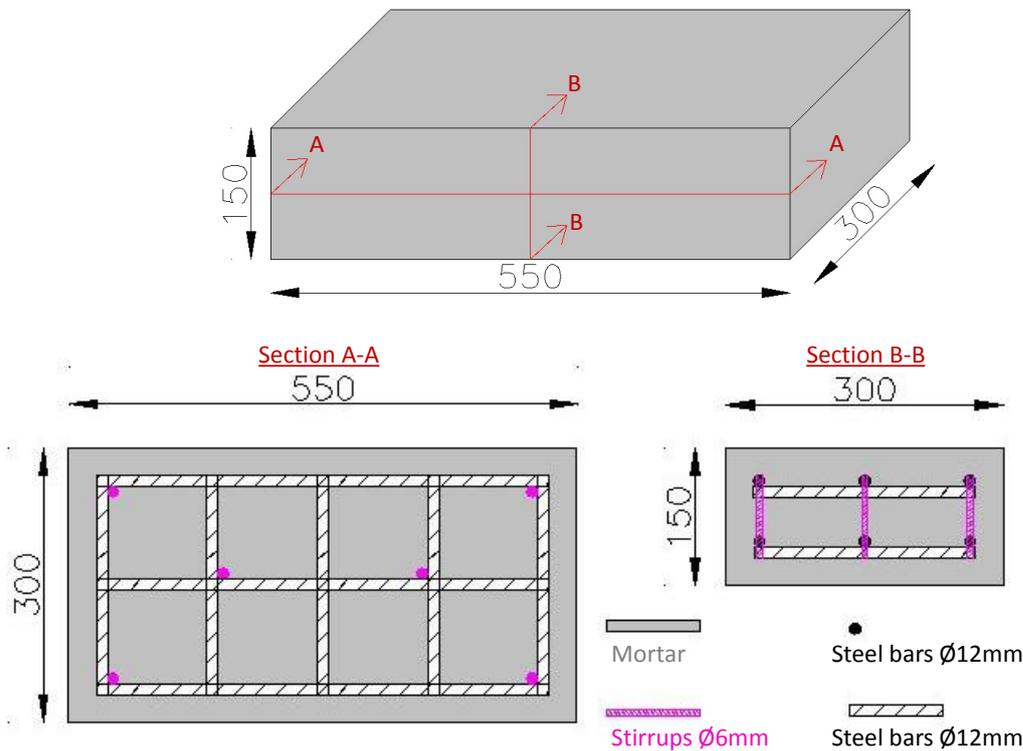 B
A
A
150
B
300
550
Section A-A
Section B-B
550
300
300
150
Mortar
Steel bars Ø12mm
Stirrups Ø6mm
Steel bars Ø12mm